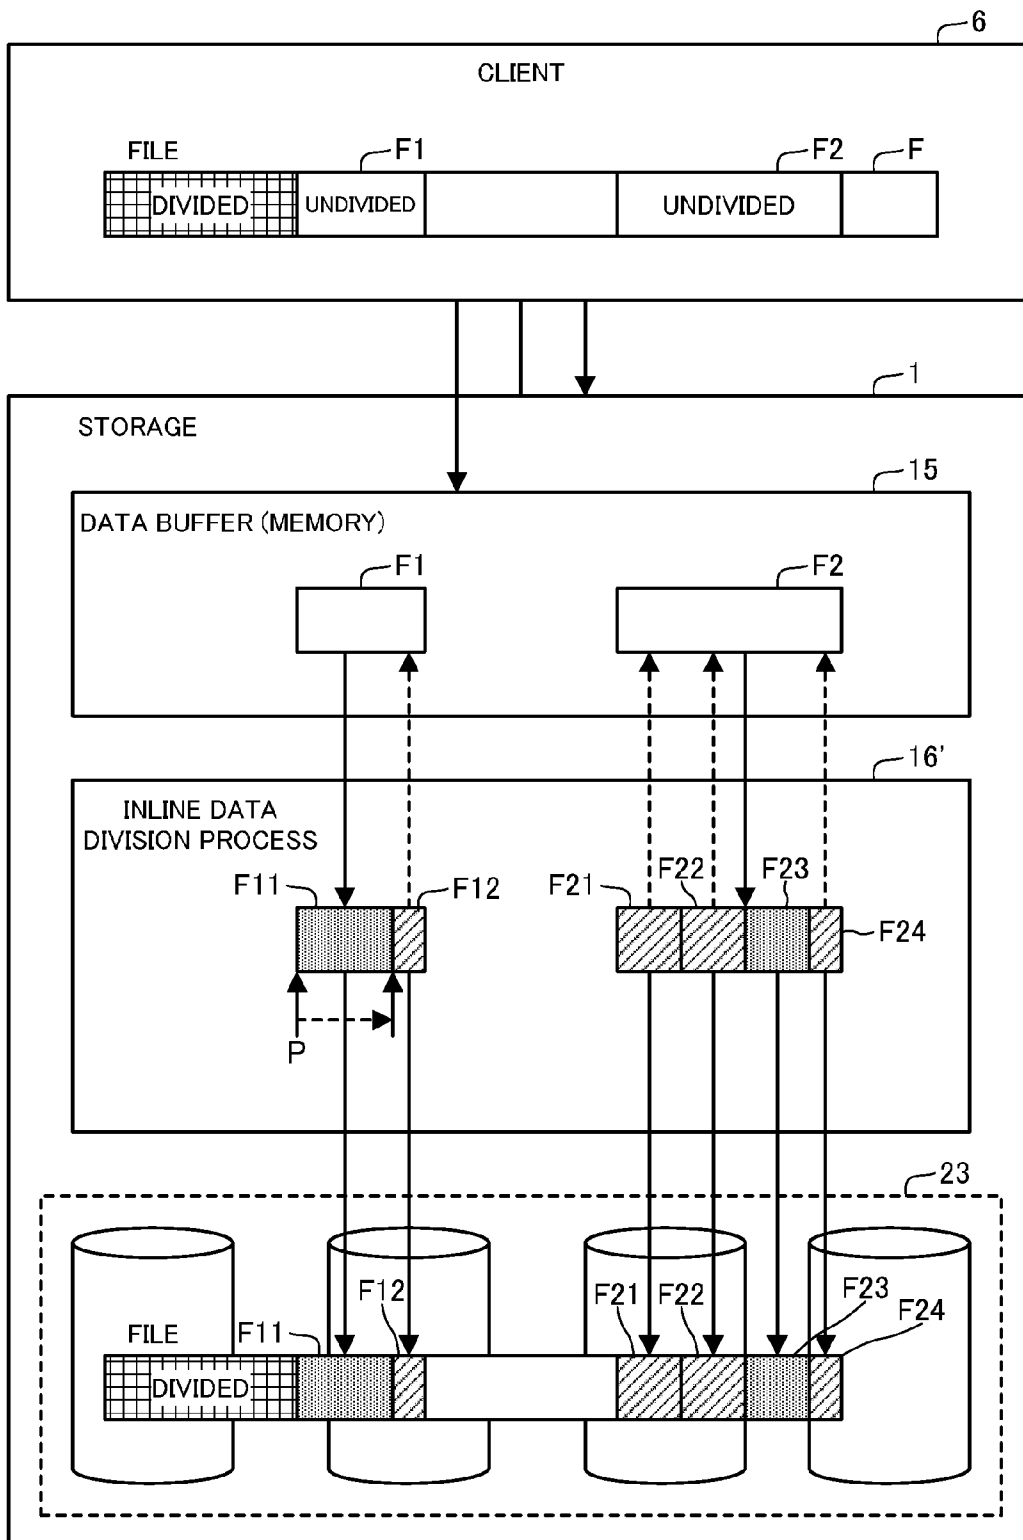 6
CLIENT
FILE
F1
F2
F
DIVIDED
UNDIVIDED
UNDIVIDED
1
STORAGE
15
DATA BUFFER (MEMORY)
F1
F2
16'
INLINE DATA
DIVISION PROCESS
F11
F12
F21
F22
F23
F24
P
23
FILE
F11
F12
F21
F22
F23
F24
DIVIDED